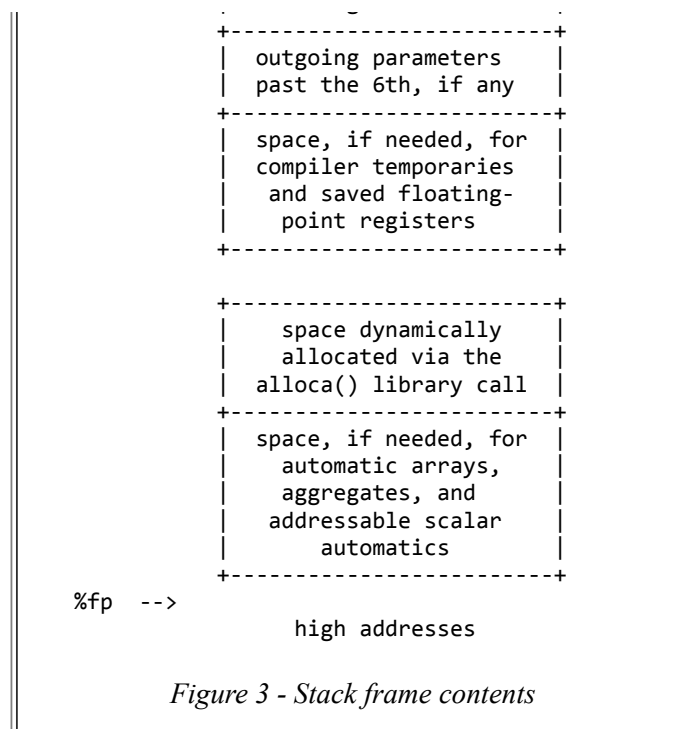 +-------------------------+
| outgoing parameters |
| past the 6th, if any |
+-------------------------+
| space, if needed, for |
| compiler temporaries |
| and saved floating- |
| point registers |
+-------------------------+
+-------------------------+
| space dynamically |
| allocated via the |
| alloca() library call |
+-------------------------+
| space, if needed, for |
| automatic arrays, |
| aggregates, and |
| addressable scalar |
| automatics |
+-------------------------+
%fp -->
high addresses
Figure 3 - Stack frame contents